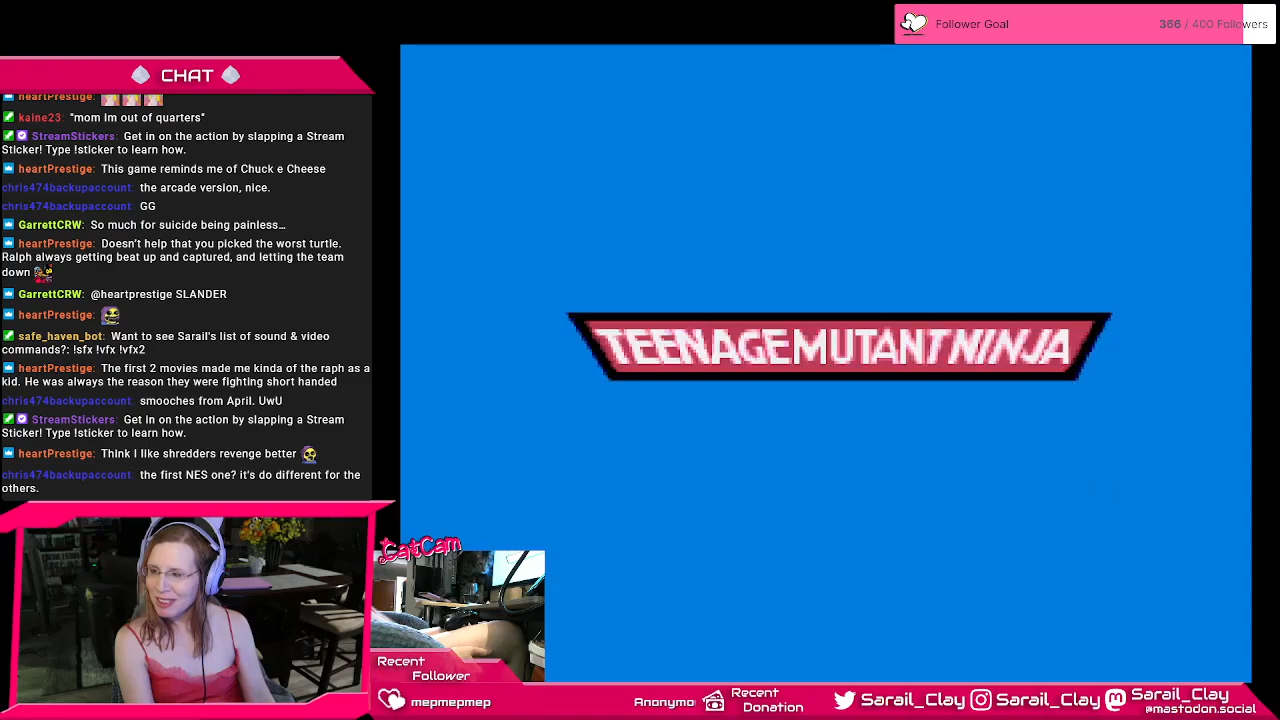 Follower Goal
366 / 400 Followers
CHAT
heartPrestige:
kaine23: "mom Im out of quarters"
StreamStickers: Get in on the action by slapping a Stream
Sticker! Type !sticker to learn how.
heartPrestige: This game reminds me of Chuck e Cheese
chris474backupaccount: the arcade version, nice.
chris474backupaccount: GG
GarrettCRW: So much for suicide being painless…
heartPrestige: Doesn’t help that you picked the worst turtle.
Ralph always getting beat up and captured, and letting the team
down
GarrettCRW: @heartprestige SLANDER
heartPrestige:
safe_haven_bot: Want to see Sarail's list of sound & video
commands?: !sfx !vfx !vfx2
heartPrestige: The first 2 movies made me kinda of the raph as a
kid. He was always the reason they were fighting short handed
chris474backupaccount: smooches from April. UwU
StreamStickers: Get in on the action by slapping a Stream
Sticker! Type !sticker to learn how.
heartPrestige: Think I like shredders revenge better
chris474backupaccount: the first NES one? it's do different for the
others.
TEENAGE MUTANT NINJA
CatCam
Recent
Follower
mepmepmep
Anonymo
Recent
Donation
Sarail_Clay
Sarail_Clay
Sarail_Clay
@mastodon.social